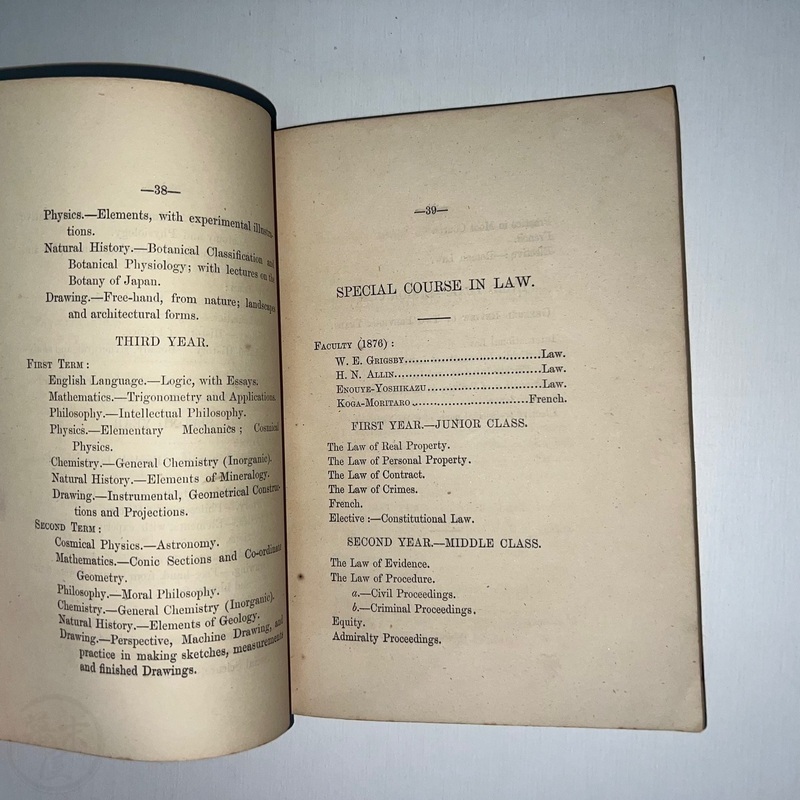 —38—
Physics.—Elements, with experimental illustra-
tions.
Natural History.—Botanical Classification and
Botanical Physiology; with lectures on the
Botany of Japan.
Drawing.—Free-hand, from nature; landscapes
and architectural forms.
THIRD YEAR.
FIRST TERM:
English Language.—Logic, with Essays.
Mathematics.—Trigonometry and Applications.
Philosophy.—Intellectual Philosophy.
Physics.—Elementary Mechanics; Cosmical
Physics.
Chemistry.—General Chemistry (Inorganic).
Natural History.—Elements of Mineralogy.
Drawing.—Instrumental, Geometrical Construc-
tions and Projections.
SECOND TERM:
Cosmical Physics.—Astronomy.
Mathematics.—Conic Sections and Co-ordinate
Geometry.
Philosophy.—Moral Philosophy.
Chemistry.—General Chemistry (Inorganic).
Natural History.—Elements of Geology.
Drawing.—Perspective, Machine Drawing, and
practice in making sketches, measurements
and finished Drawings.
—39—
SPECIAL COURSE IN LAW.
FACULTY (1876):
W. E. GRIGSBY........................................Law.
H. N. ALLIN............................................Law.
ENOUYE-YOSHIKAZU..................................Law.
KOGA-MORITARO..................................French.
FIRST YEAR.—JUNIOR CLASS.
The Law of Real Property.
The Law of Personal Property.
The Law of Contract.
The Law of Crimes.
French.
Elective:—Constitutional Law.
SECOND YEAR.—MIDDLE CLASS.
The Law of Evidence.
The Law of Procedure.
a.—Civil Proceedings.
b.—Criminal Proceedings.
Equity.
Admiralty Proceedings.